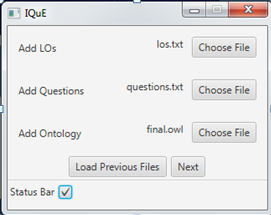 IQuE
Add LOs los.txt Choose File
Add Questions questions.txt Choose File
Add Ontology final.owl Choose File
Load Previous Files Next
Status Bar